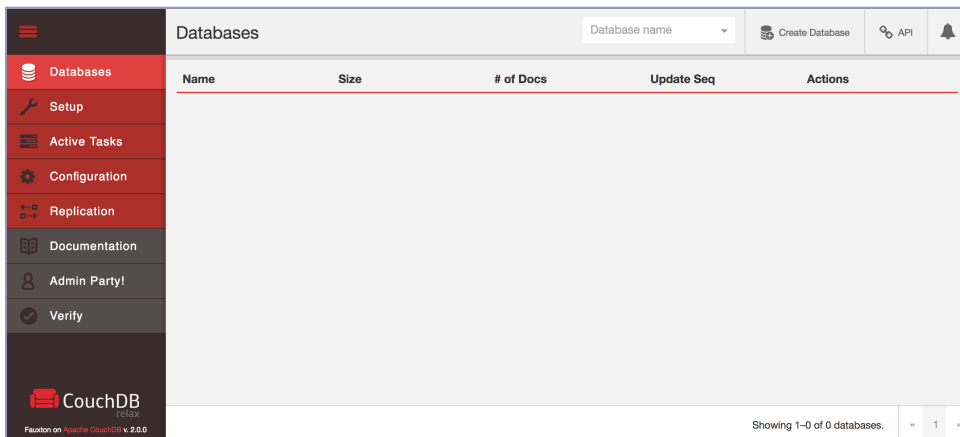 Databases
Database name
Create Database
API
Databases
Setup
Active Tasks
Configuration
Replication
Documentation
Admin Party!
Verify
Name Size # of Docs Update Seq Actions
CouchDB
relax
Fauxton on Apache CouchDB v. 2.0.0
Showing 1–0 of 0 databases.
« 1 «